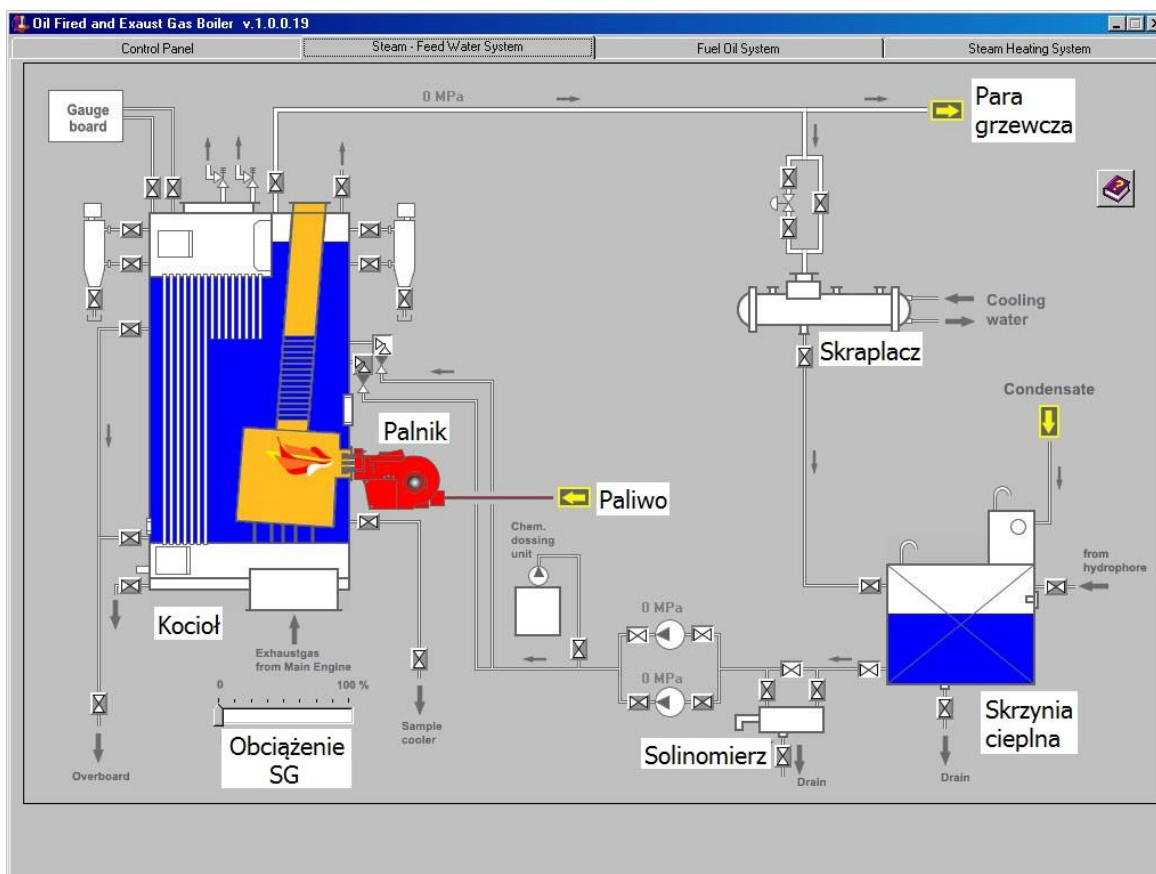 Oil Fired and Exaust Gas Boiler v.1.0.0.19
Control Panel
Steam - Feed Water System
Fuel Oil System
Steam Heating System
Gauge
board
0 MPa
Para
grzewcza
Cooling
water
Skraplacz
Condensate
Palnik
Paliwo
Chem.
dossing
unit
from
hydrophore
0 MPa
Kocioł
Exhaustgas
from Main Engine
0 100 %
0 MPa
Obciążenie
SG
Sample
cooler
Solinomierz
Skrzynia
cieplna
Overboard
Drain
Drain